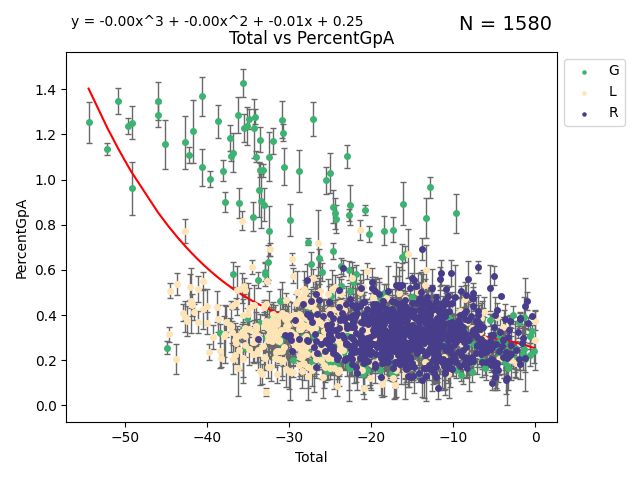 y = -0.00x^3 + -0.00x^2 + -0.01x + 0.25
N = 1580
Total vs PercentGpA
G
L
R
PercentGpA
1.4
1.2
1.0
0.8
0.6
0.4
0.2
0.0
−50 −40 −30 −20 −10 0
Total